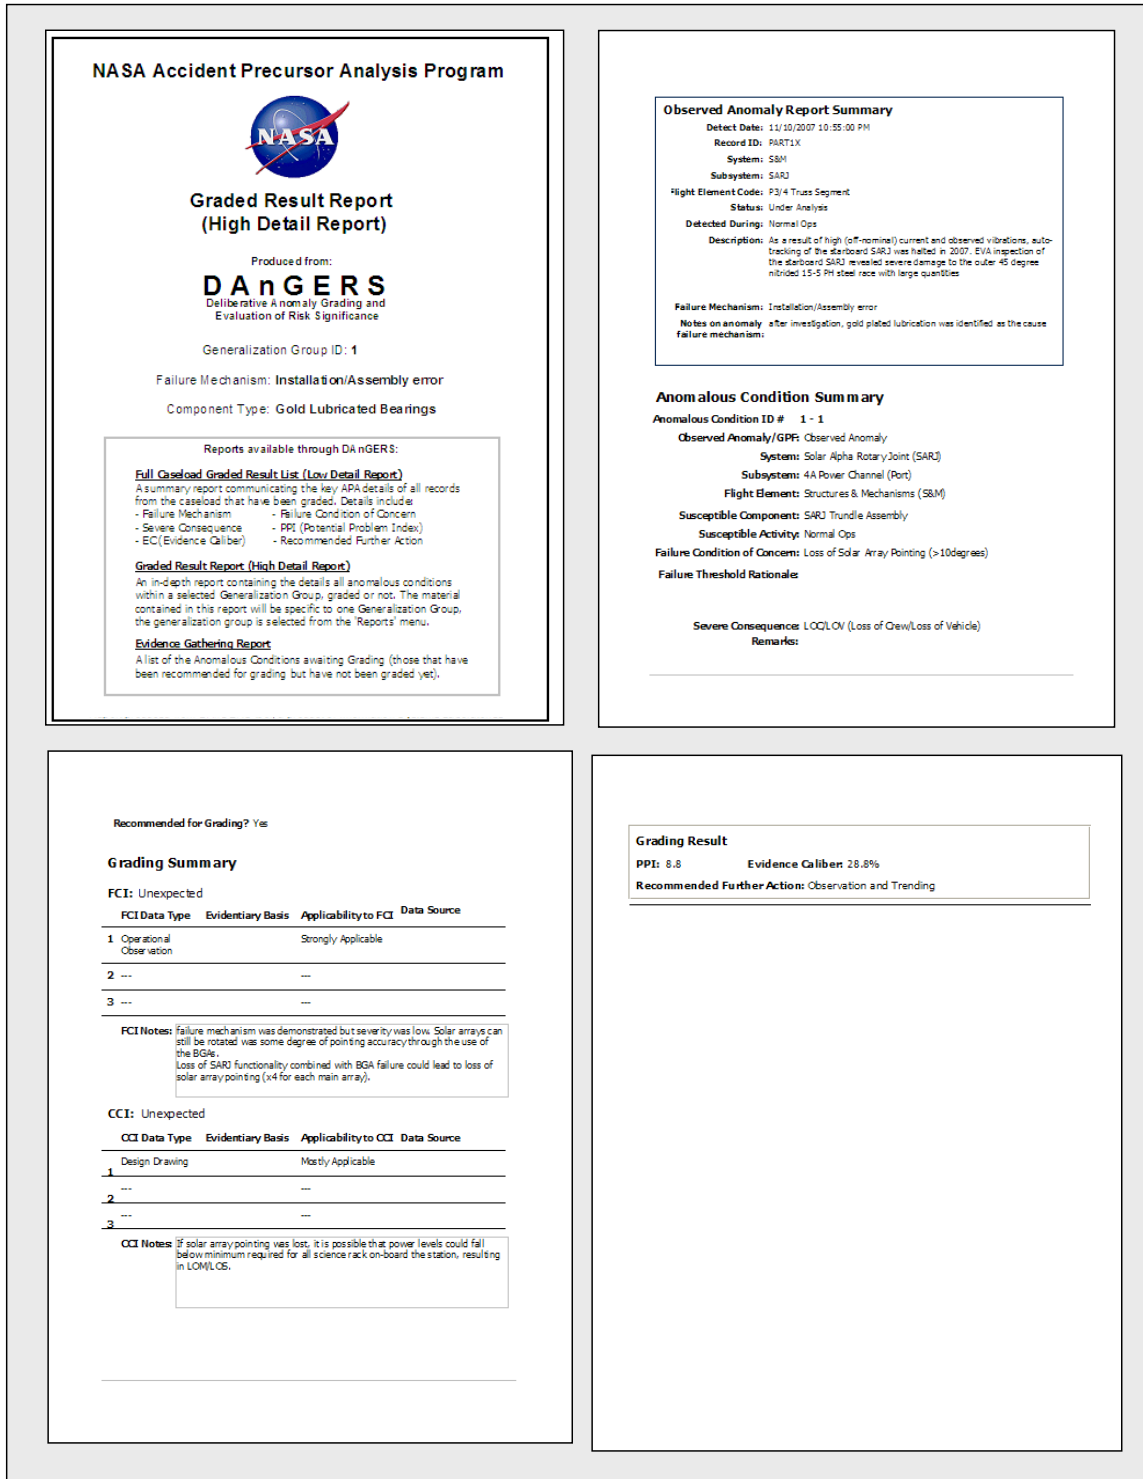 NASA Accident Precursor Analysis Program
NASA
Graded Result Report
(High Detail Report)
Produced from:
DAnGERS
Deliberative Anomaly Grading and
Evaluation of Risk Significance
Generalization Group ID: 1
Failure Mechanism: Installation/Assembly error
Component Type: Gold Lubricated Bearings
Reports available through DAnGERS:
Full Caseload Graded Result List (Low Detail Report)
A summary report communicating the key APA details of all records
from the caseload that have been graded. Details include:
- Failure Mechanism - Failure Condition of Concern
- Severe Consequence - PPI (Potential Problem Index)
- EC (Evidence Caliber) - Recommended Further Action
Graded Result Report (High Detail Report)
An in-depth report containing the details all anomalous conditions
within a selected Generalization Group, graded or not. The material
contained in this report will be specific to one Generalization Group,
the generalization group is selected from the 'Reports' menu.
Evidence Gathering Report
A list of the Anomalous Conditions awaiting Grading (those that have
been recommended for grading but have not been graded yet).
Observed Anomaly Report Summary
Detect Date: 11/10/2007 10:55:00 PM
Record ID: PART1X
System: S&M
Subsystem: SARJ
Flight Element Code: P3/4 Truss Segment
Status: Under Analysis
Detected During: Normal Ops
Description: As a result of high (off-nominal) current and observed vibrations, auto-
tracking of the starboard SARJ was halted in 2007. EVA inspection of
the starboard SARJ revealed severe damage to the outer 45 degree
nitrided 15-5 PH steel race with large quantities
Failure Mechanism: Installation/Assembly error
Notes on anomaly after investigation, gold plated lubrication was identified as the cause
failure mechanism:
Anomalous Condition Summary
Anomalous Condition ID # 1 - 1
Observed Anomaly/GPF: Observed Anomaly
System: Solar Alpha Rotary Joint (SARJ)
Subsystem: 4A Power Channel (Port)
Flight Element: Structures & Mechanisms (S&M)
Susceptible Component: SARJ Trundle Assembly
Susceptible Activity: Normal Ops
Failure Condition of Concern: Loss of Solar Array Pointing (>10degrees)
Failure Threshold Rationale:
Severe Consequence: LOC/LOV (Loss of Crew/Loss of Vehicle)
Remarks:
Recommended for Grading? Yes
Grading Summary
FCI: Unexpected
FCI Data Type Evidentiary Basis Applicability to FCI Data Source
1 Operational Strongly Applicable
Observation
2 --- ---
3 --- ---
FCI Notes: failure mechanism was demonstrated but severity was low. Solar arrays can
still be rotated was some degree of pointing accuracy through the use of
the BGAs.
Loss of SARJ functionality combined with BGA failure could lead to loss of
solar array pointing (x4 for each main array).
CCI: Unexpected
CCI Data Type Evidentiary Basis Applicability to CCI Data Source
1 Design Drawing Mostly Applicable
2 --- ---
3 --- ---
CCI Notes: If solar array pointing was lost, it is possible that power levels could fall
below minimum required for all science rack on-board the station, resulting
in LOM/LOS.
Grading Result
PPI: 8.8 Evidence Caliber: 28.8%
Recommended Further Action: Observation and Trending